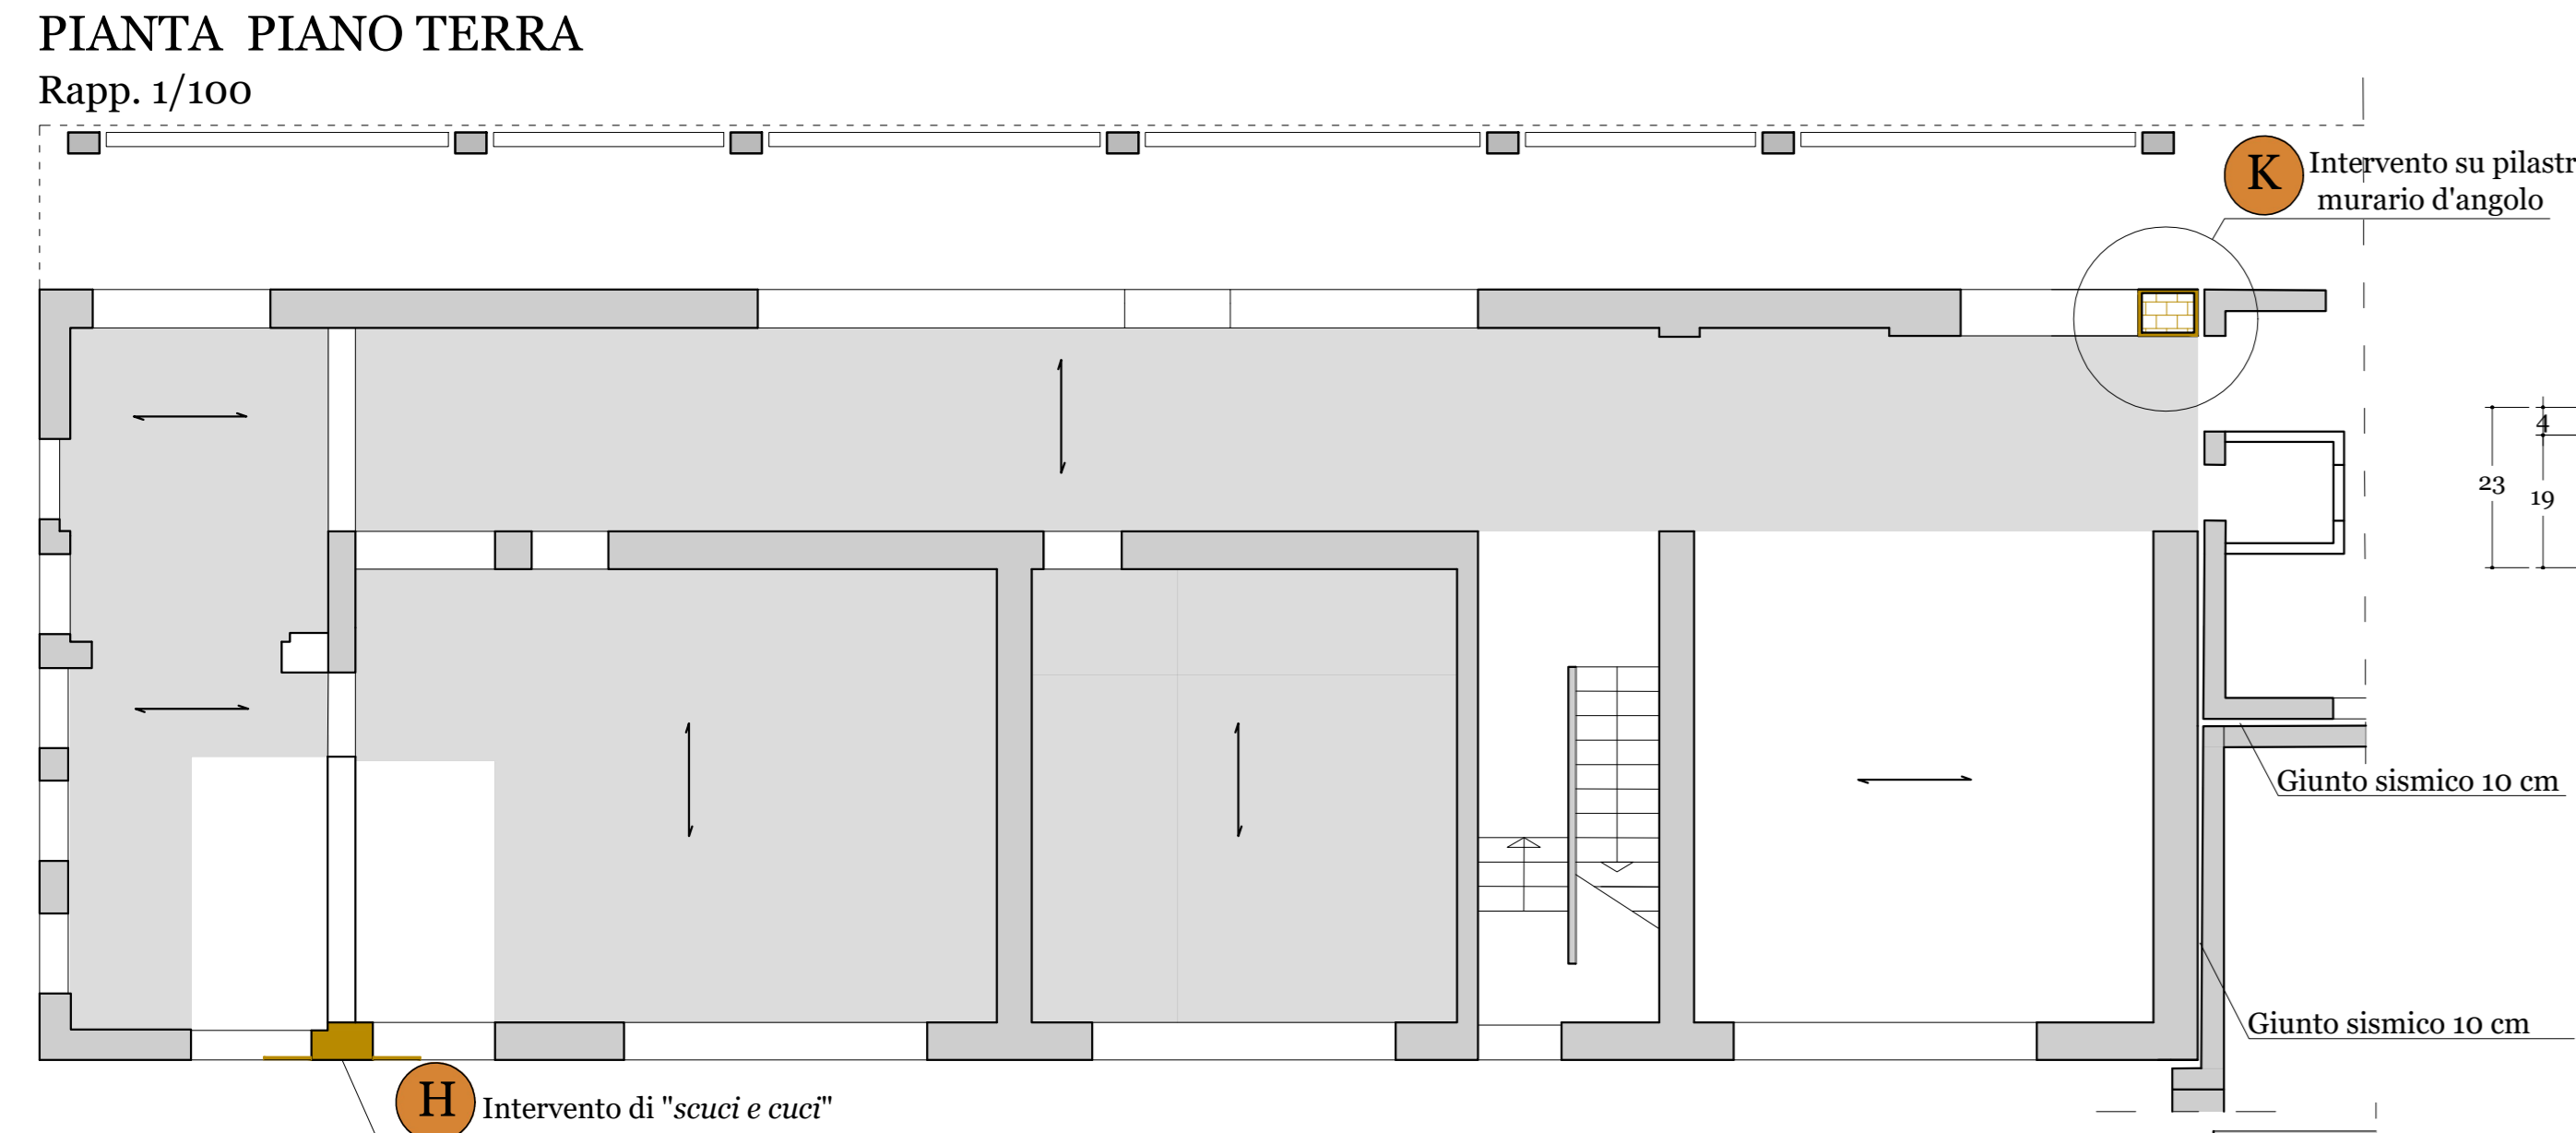 PIANTA PIANO TERRA
Rapp. 1/100
K
Intervento su pilastr
murario d'angolo
4
23
19
Giunto sismico 10 cm
Giunto sismico 10 cm
H
Intervento di "scuci e cuci"